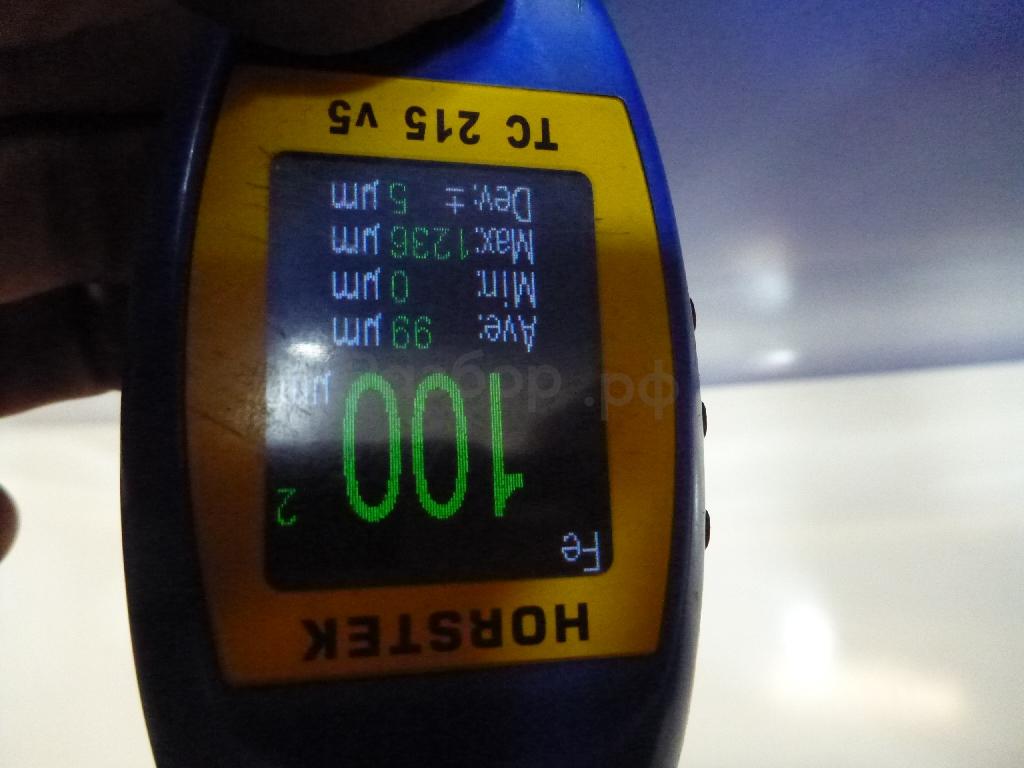 HORSTEK
Fe
2
100 µm
Ave: 99 µm
Min: 0 µm
Max: 1236 µm
Dev: ± 5 µm
TC 215 v5
.рф